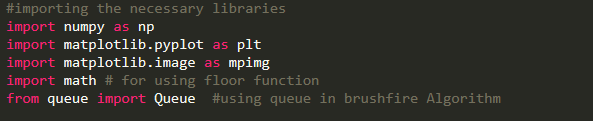 #importing the necessary libraries
import numpy as np
import matplotlib.pyplot as plt
import matplotlib.image as mpimg
import math # for using floor function
from queue import Queue  #using queue in brushfire Algorithm